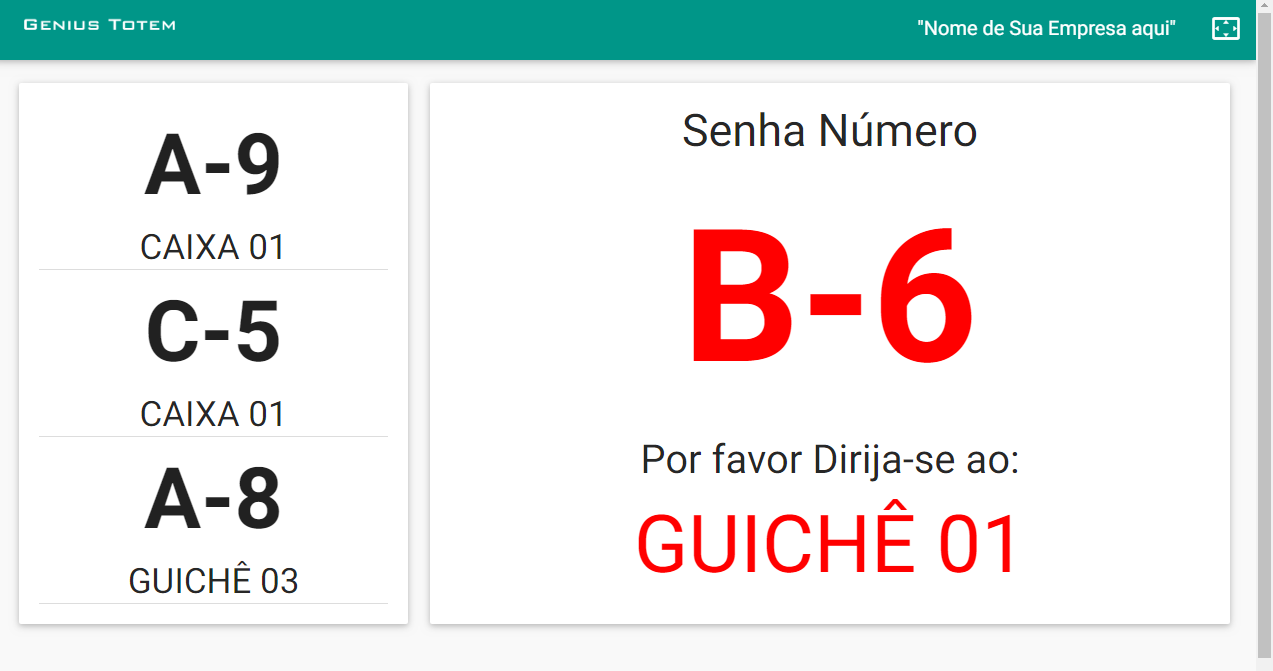 Genius Totem
"Nome de Sua Empresa aqui"
A-9
CAIXA 01
C-5
CAIXA 01
A-8
GUICHÊ 03
Senha Número
B-6
Por favor Dirija-se ao:
GUICHÊ 01